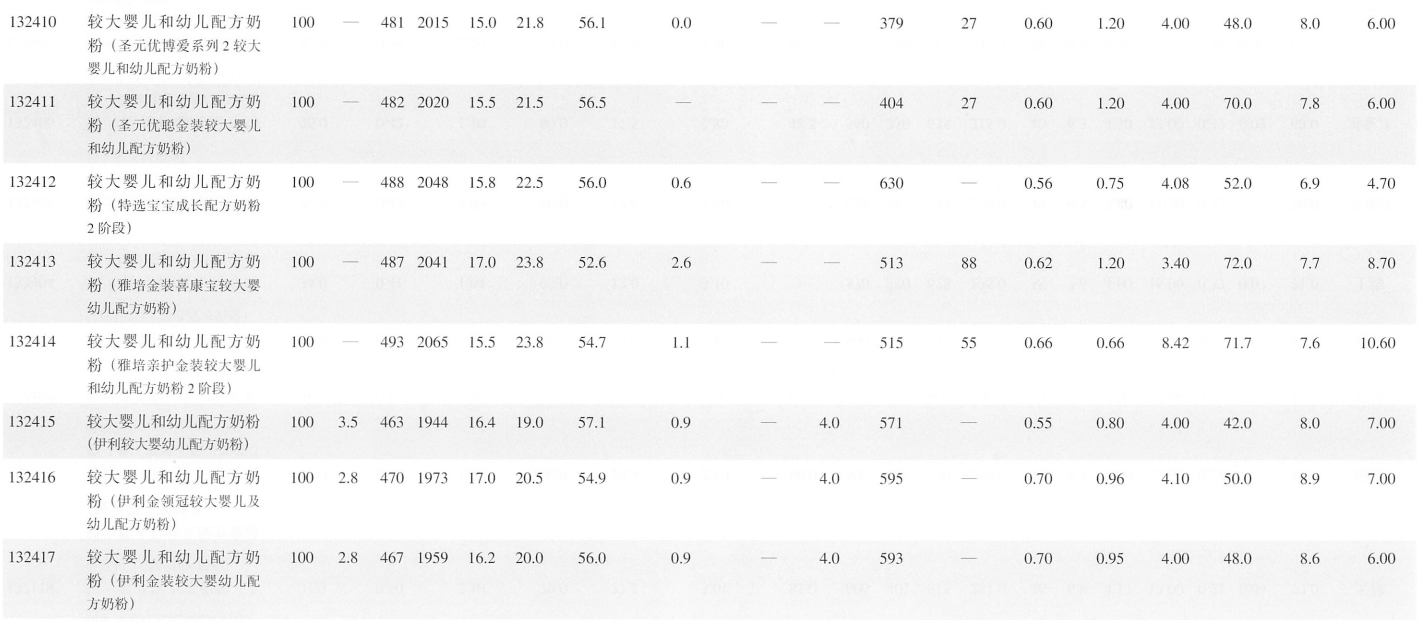 132410 较大婴儿和幼儿配方奶 100 — 481 2015 15.0 21.8 56.1 0.0 — — 379 27 0.60 1.20 4.00 48.0 8.0 6.00
粉（圣元优博爱系列2较大
婴儿和幼儿配方奶粉）
132411 较大婴儿和幼儿配方奶 100 — 482 2020 15.5 21.5 56.5 — — — 404 27 0.60 1.20 4.00 70.0 7.8 6.00
粉（圣元优聪金装较大婴儿
和幼儿配方奶粉）
132412 较大婴儿和幼儿配方奶 100 — 488 2048 15.8 22.5 56.0 0.6 — — 630 — 0.56 0.75 4.08 52.0 6.9 4.70
粉（特选宝宝成长配方奶粉
2阶段）
132413 较大婴儿和幼儿配方奶 100 — 487 2041 17.0 23.8 52.6 2.6 — — 513 88 0.62 1.20 3.40 72.0 7.7 8.70
粉（雅培金装喜康宝较大婴
幼儿配方奶粉）
132414 较大婴儿和幼儿配方奶 100 — 493 2065 15.5 23.8 54.7 1.1 — — 515 55 0.66 0.66 8.42 71.7 7.6 10.60
粉（雅培亲护金装较大婴儿
和幼儿配方奶粉2阶段）
132415 较大婴儿和幼儿配方奶粉 100 3.5 463 1944 16.4 19.0 57.1 0.9 — 4.0 571 — 0.55 0.80 4.00 42.0 8.0 7.00
（伊利较大婴幼儿配方奶粉）
132416 较大婴儿和幼儿配方奶 100 2.8 470 1973 17.0 20.5 54.9 0.9 — 4.0 595 — 0.70 0.96 4.10 50.0 8.9 7.00
粉（伊利金领冠较大婴儿及
幼儿配方奶粉）
132417 较大婴儿和幼儿配方奶 100 2.8 467 1959 16.2 20.0 56.0 0.9 — 4.0 593 — 0.70 0.95 4.00 48.0 8.6 6.00
粉（伊利金装较大婴幼儿配
方奶粉）